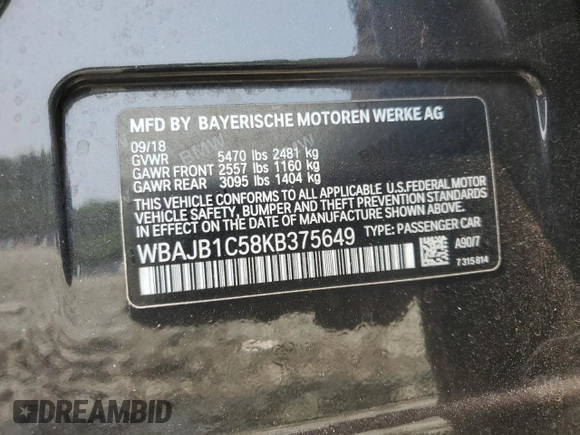 MFD BY BAYERISCHE MOTOREN WERKE AG
09/18
GVWR 5470 lbs 2481 kg
GAWR FRONT 2557 lbs 1160 kg
GAWR REAR 3095 lbs 1404 kg
THIS VEHICLE CONFORMS TO ALL APPLICABLE U.S.FEDERAL MOTOR
VEHICLE SAFETY, BUMPER AND THEFT PREVENTION STANDARDS
IN EFFECT ON THE DATE OF MANUFACTURE SHOWN ABOVE.
WBAJB1C58KB375649 TYPE: PASSENGER CAR
A90/7
7 315 814
DREAMBID